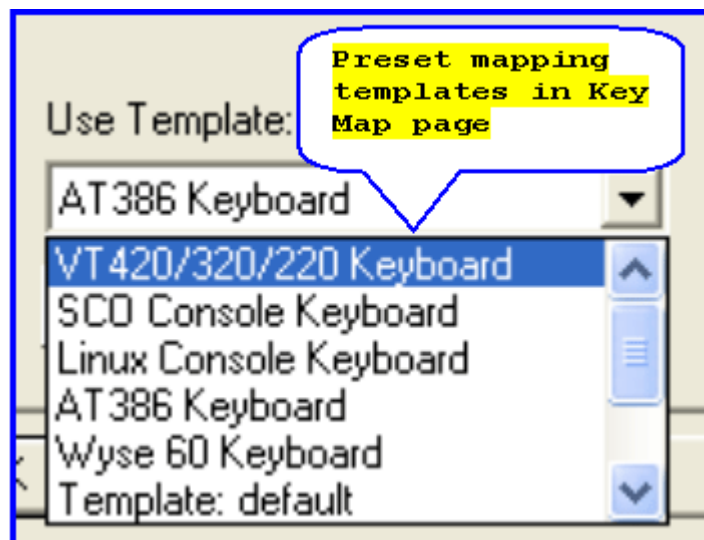 Preset mapping
templates in Key
Map page
Use Template:
AT386 Keyboard
VT420/320/220 Keyboard
SCO Console Keyboard
Linux Console Keyboard
AT386 Keyboard
Wyse 60 Keyboard
Template: default